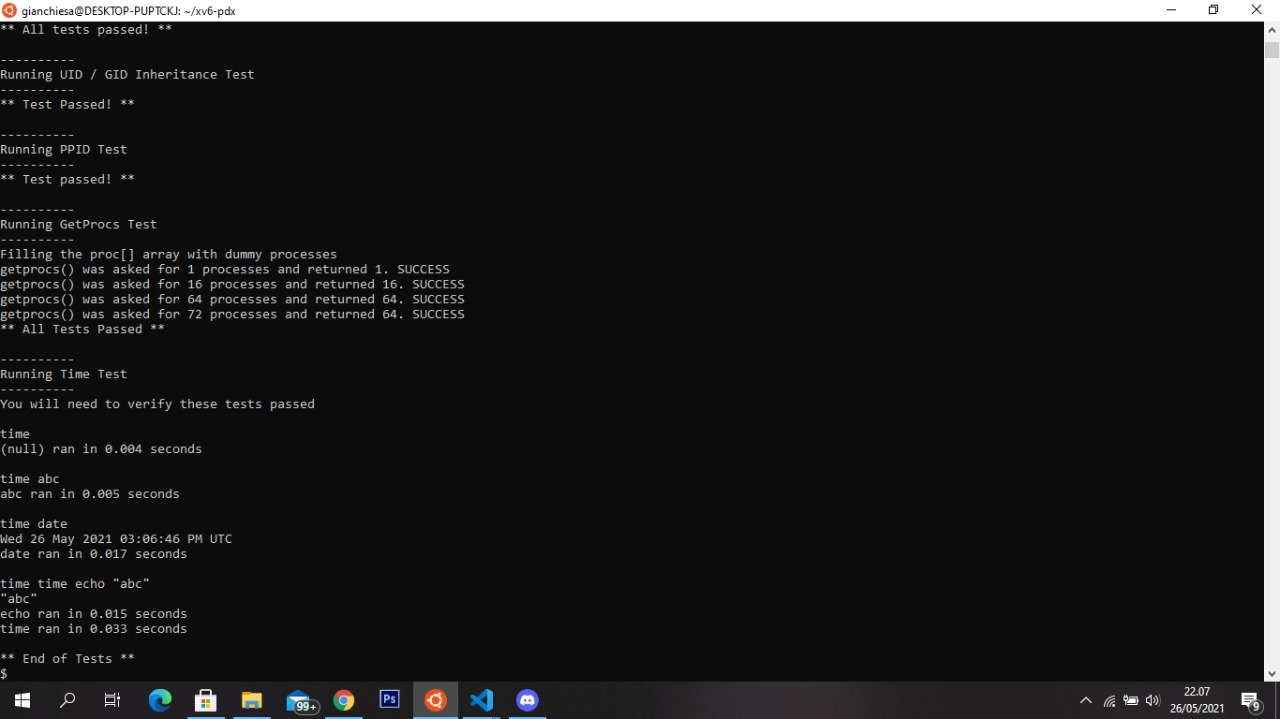 gianchiesa@DESKTOP-PUPTCKJ: ~/xv6-pdx
** All tests passed! **
----------
Running UID / GID Inheritance Test
----------
** Test Passed! **
----------
Running PPID Test
----------
** Test passed! **
----------
Running GetProcs Test
----------
Filling the proc[] array with dummy processes
getprocs() was asked for 1 processes and returned 1. SUCCESS
getprocs() was asked for 16 processes and returned 16. SUCCESS
getprocs() was asked for 64 processes and returned 64. SUCCESS
getprocs() was asked for 72 processes and returned 64. SUCCESS
** All Tests Passed **
----------
Running Time Test
----------
You will need to verify these tests passed
time
(null) ran in 0.004 seconds
time abc
abc ran in 0.005 seconds
time date
Wed 26 May 2021 03:06:46 PM UTC
date ran in 0.017 seconds
time time echo "abc"
"abc"
echo ran in 0.015 seconds
time ran in 0.033 seconds
** End of Tests **
$
99+
Ps
22.07
26/05/2021
9